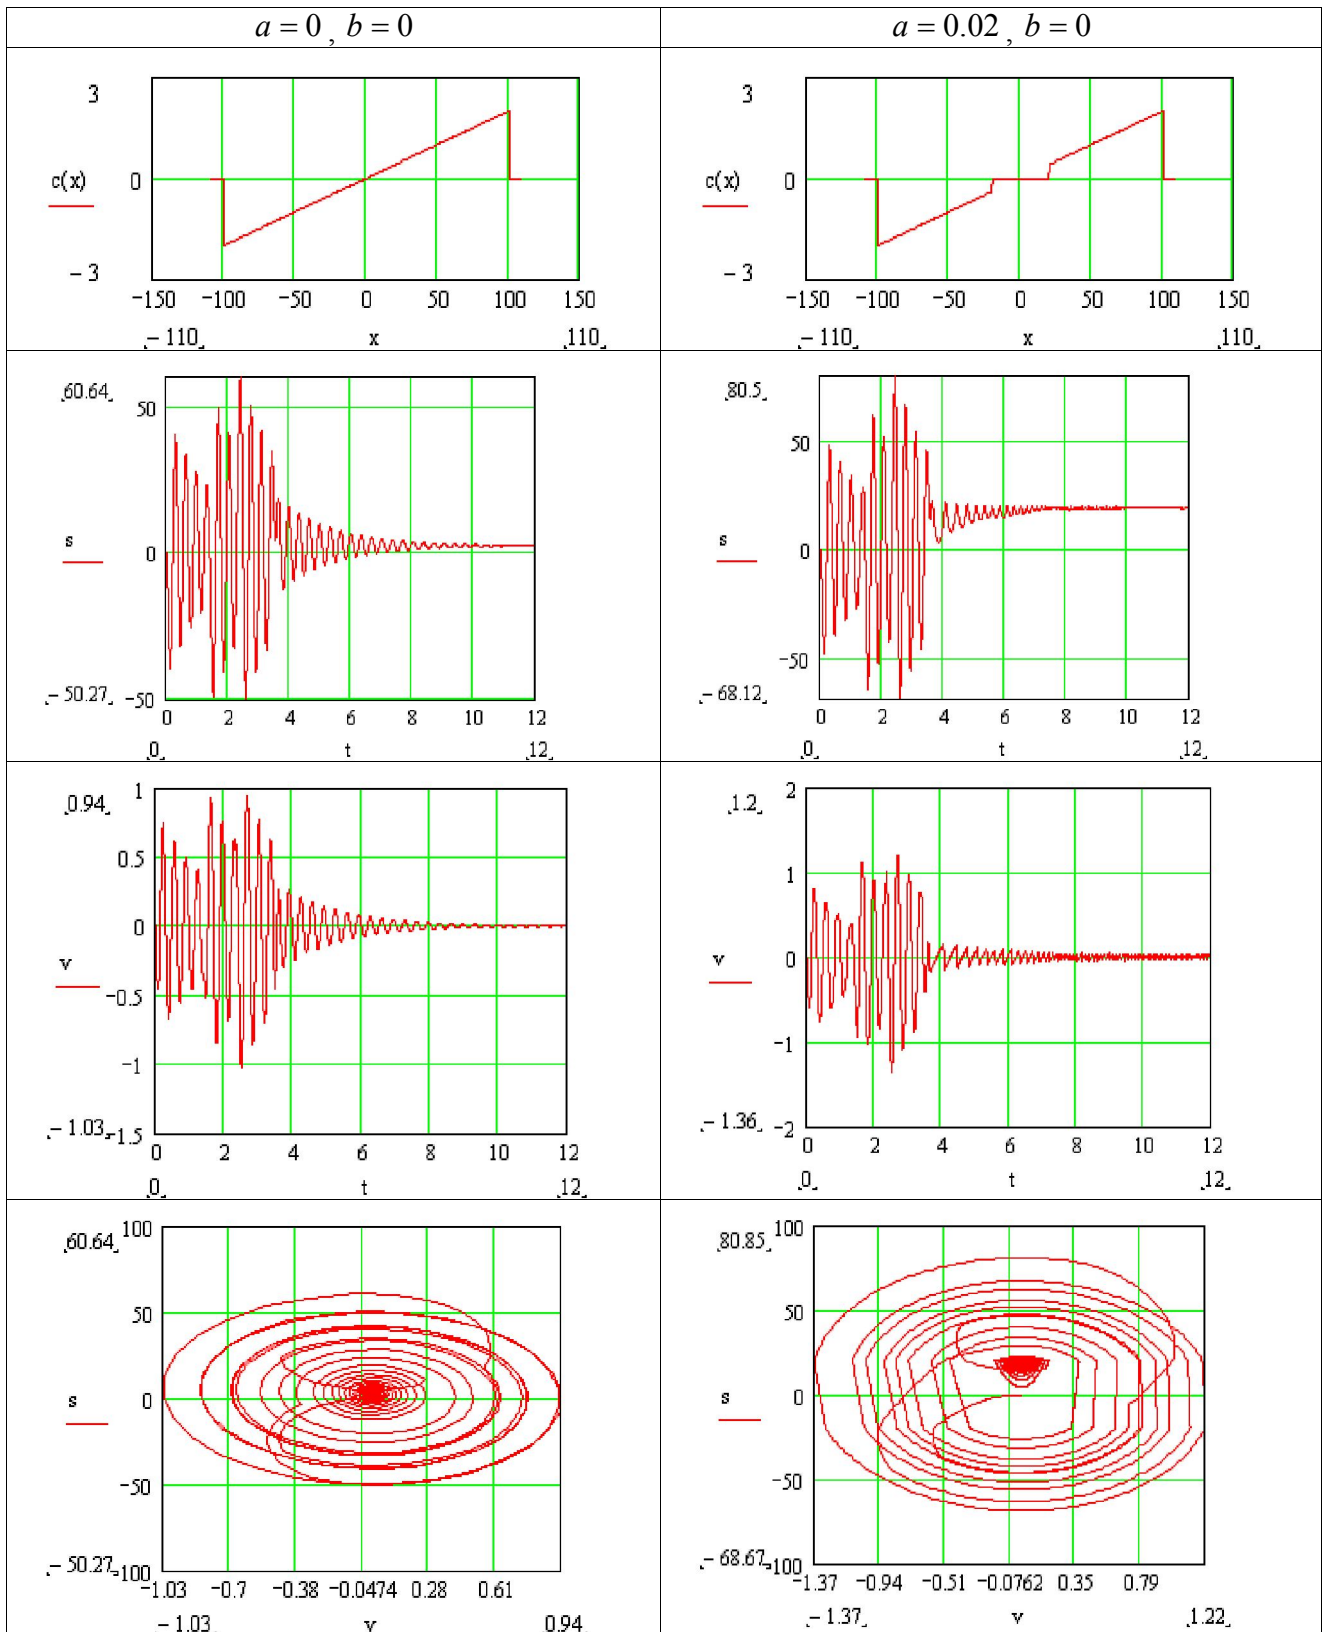 a = 0 , b = 0
a = 0.02 , b = 0
3
c(x)
0
−3
−150 −100 −50 0 50 100 150
−110 x 110
3
c(x)
0
−3
−150 −100 −50 0 50 100 150
−110 x 110
60.64
50
s
0
−50.27 −50
0 2 4 6 8 10 12
0 t 12
80.5
50
s
0
−50
−68.12
0 2 4 6 8 10 12
0 t 12
0.94
1
0.5
0
v
−0.5
−1
−1.03 −1.5
0 2 4 6 8 10 12
0 t 12
1.2
2
1
v
0
−1
−1.36 −2
0 2 4 6 8 10 12
0 t 12
60.64 100
50
s
0
−50
−50.27 −100
−1.03 −0.7 −0.38 −0.0474 0.28 0.61
−1.03 v 0.94
80.85 100
50
s
0
−50
−68.67 −100
−1.37 −0.94 −0.51 −0.0762 0.35 0.79
−1.37 v 1.22